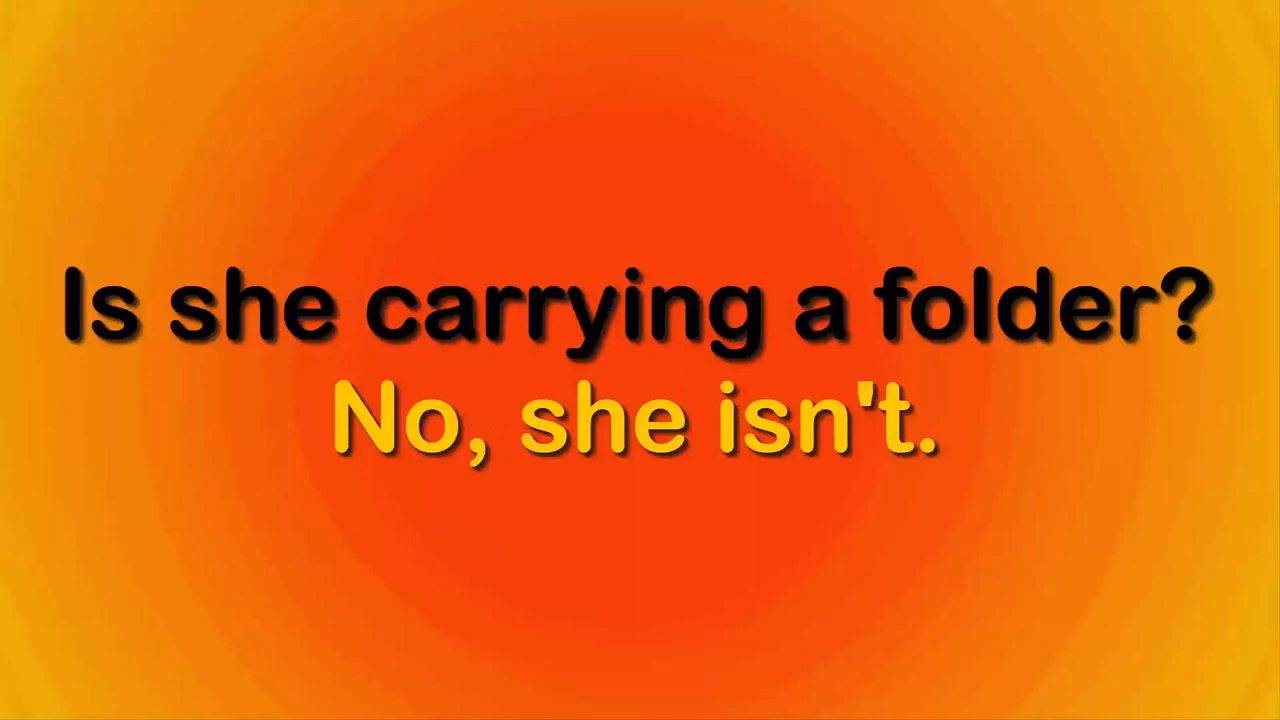 Is she carrying a folder?
No, she isn't.